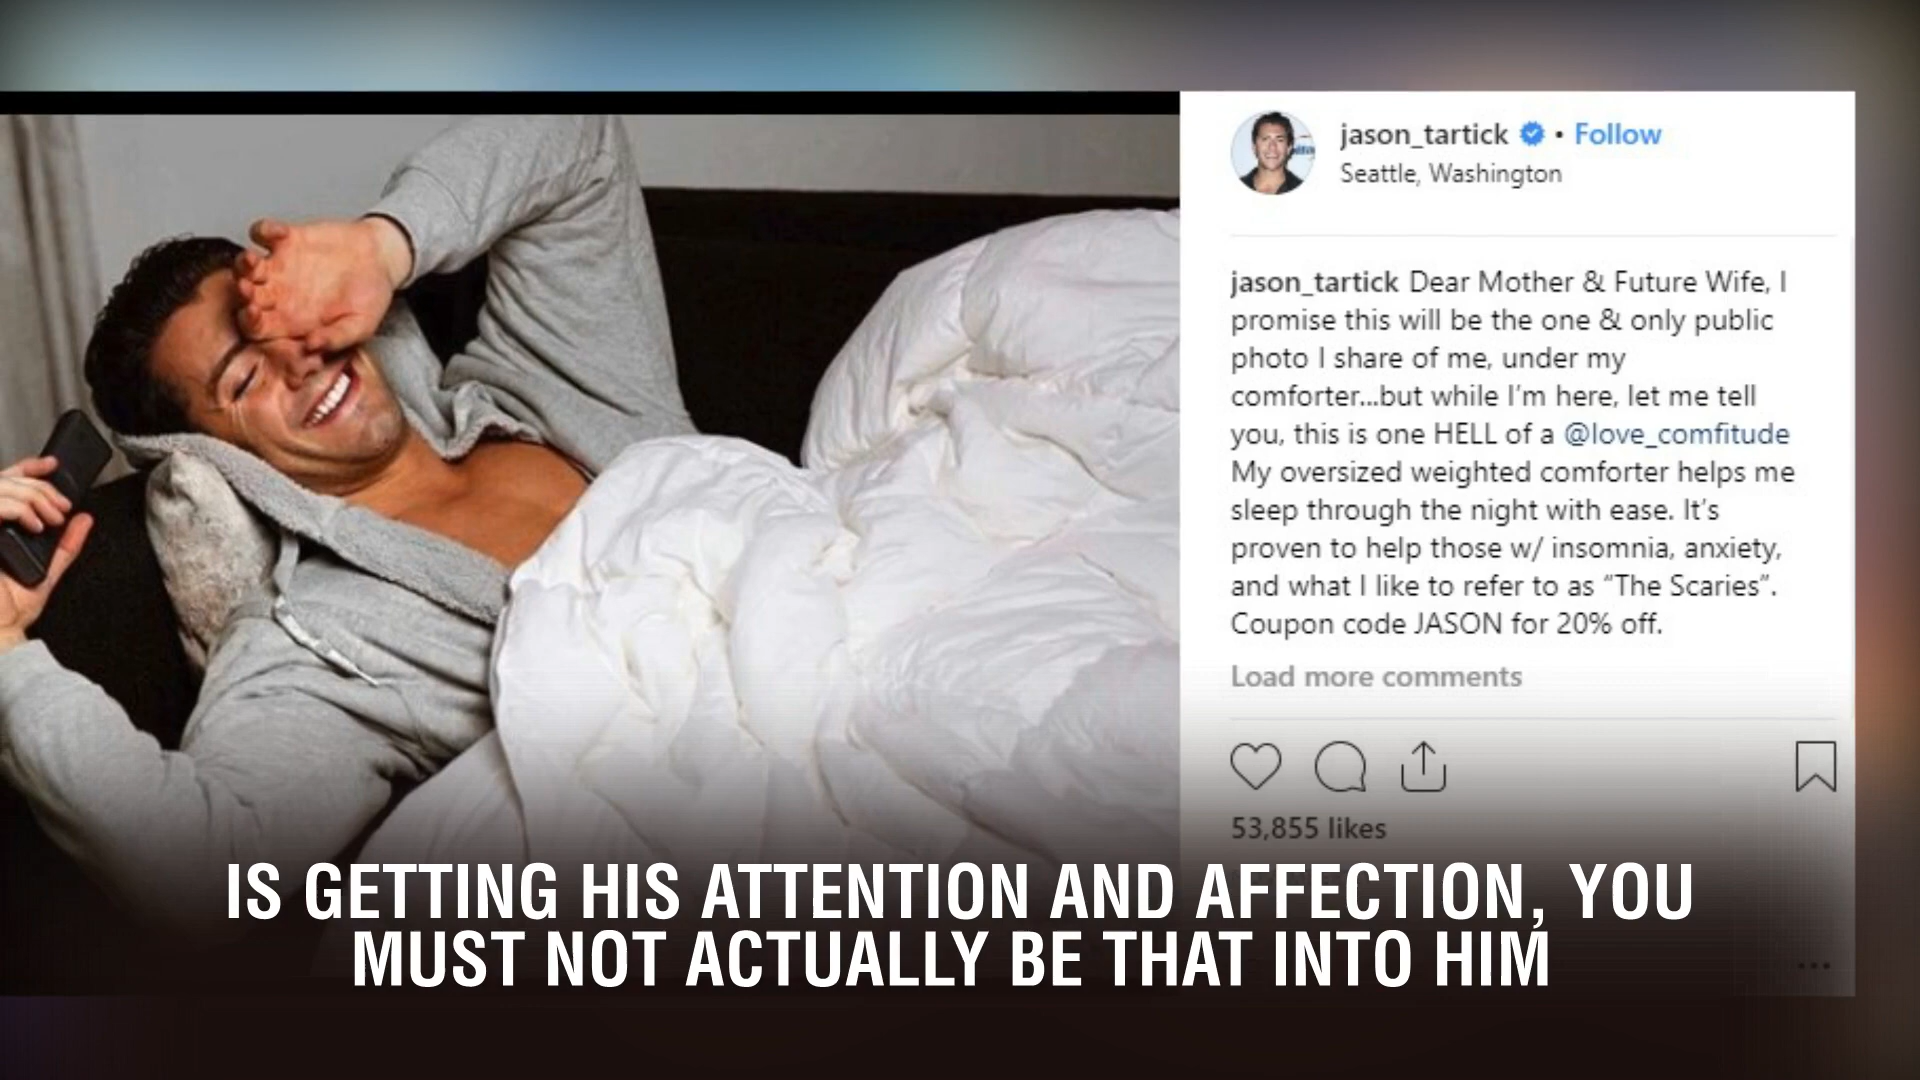 jason_tartick • Follow
Seattle, Washington
jason_tartick Dear Mother & Future Wife, I
promise this will be the one & only public
photo I share of me, under my
comforter...but while I'm here, let me tell
you, this is one HELL of a @love_comfitude
My oversized weighted comforter helps me
sleep through the night with ease. It's
proven to help those w/ insomnia, anxiety,
and what I like to refer to as “The Scaries”.
Coupon code JASON for 20% off.
Load more comments
53,855 likes
IS GETTING HIS ATTENTION AND AFFECTION, YOU
MUST NOT ACTUALLY BE THAT INTO HIM